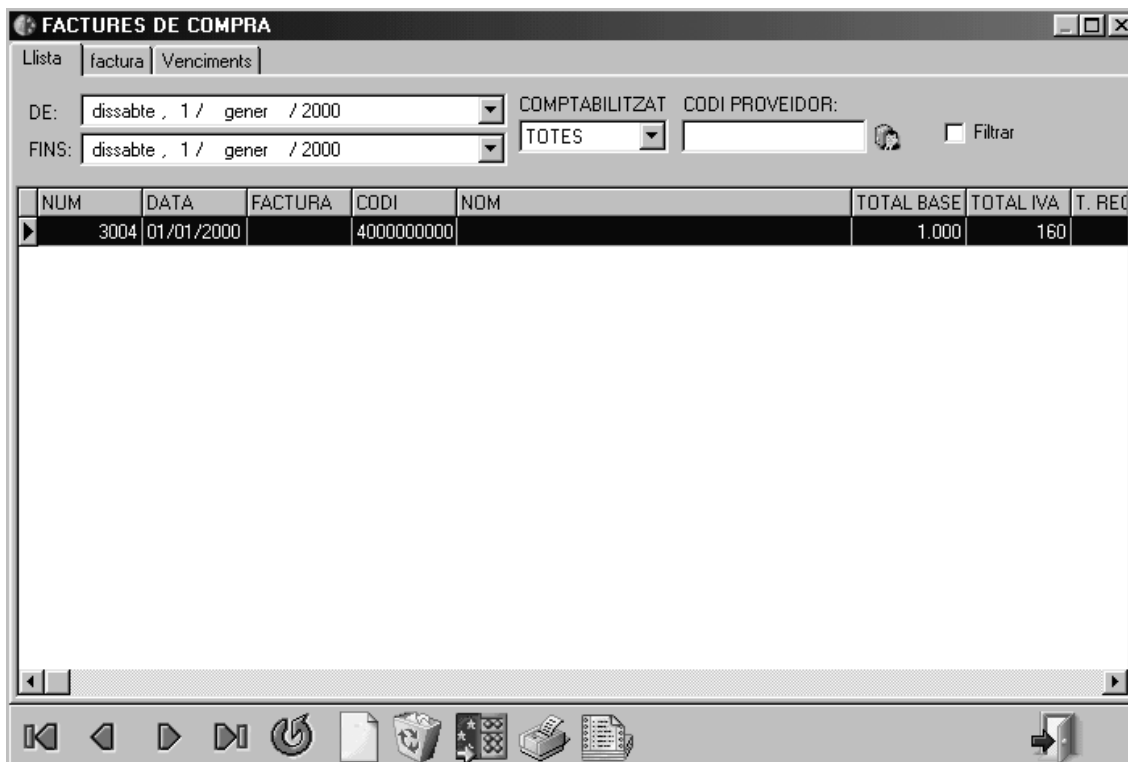 FACTURES DE COMPRA
Llista factura Venciments
DE: dissabte , 1 / gener / 2000 COMPTABILITZAT CODI PROVEIDOR:
FINS: dissabte , 1 / gener / 2000 TOTES Filtrar
NUM DATA FACTURA CODI NOM TOTAL BASE TOTAL IVA T. REC
3004 01/01/2000 4000000000 1.000 160